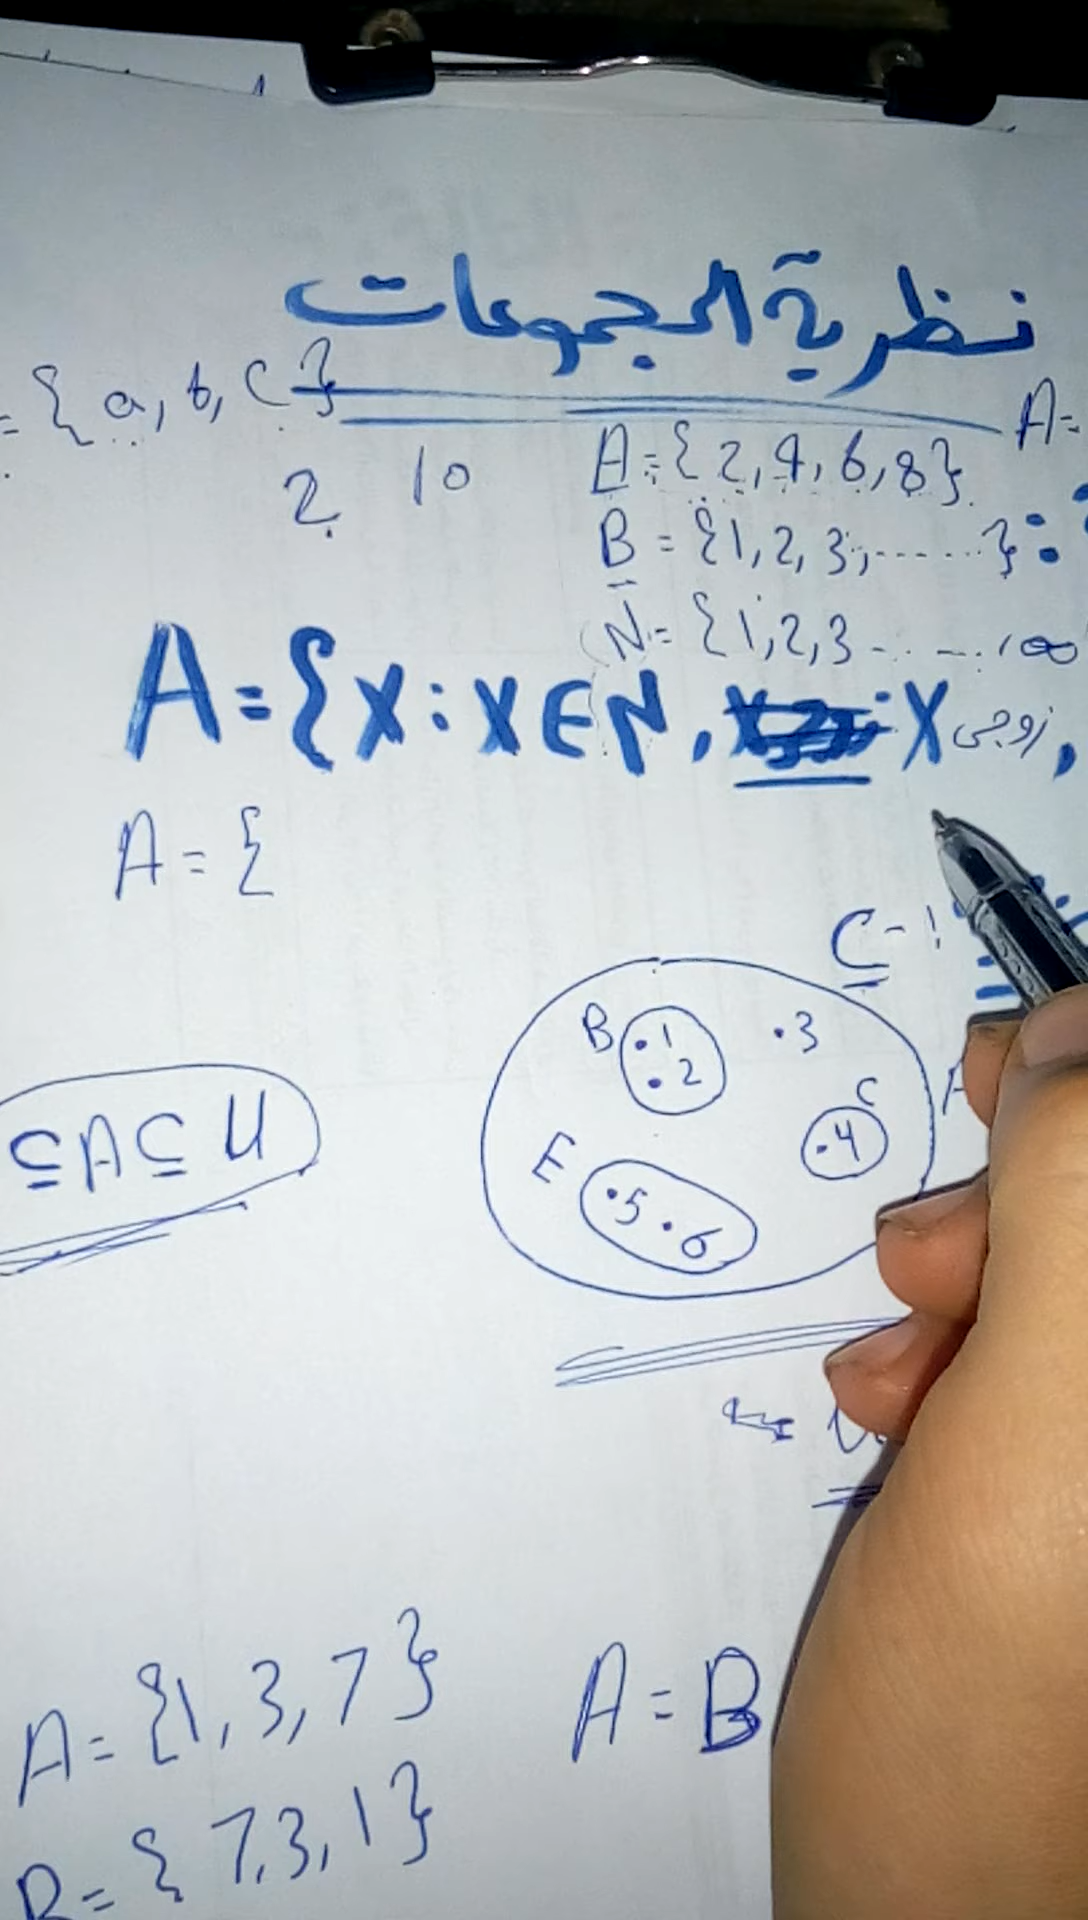 نظرية المجموعات
= { a, b, c }
A=
2 10
A = {2, 4, 6, 8}
B = {1, 2, 3, ...... }
N = {1, 2, 3 ..... ∞
A = {X : X ∈ N, X زوجي ,
A = {
C
B .1 .2 .3
C .4
E .5 .6
⊆ A ⊆ U
A = {1, 3, 7}
A = B
B = {7, 3, 1}